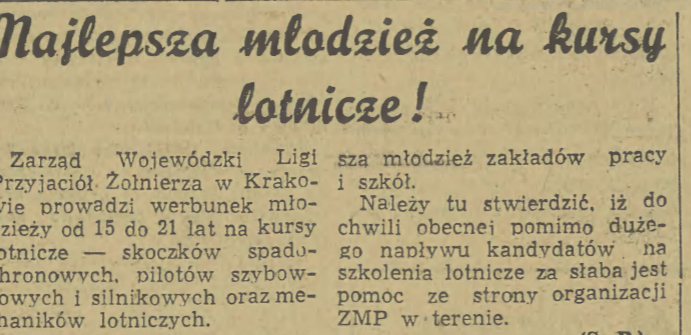 Najlepsza młodzież na kursy
lotnicze!
Zarząd Wojewódzki Ligi
Przyjaciół Żołnierza w Krako-
wie prowadzi werbunek mło-
dzieży od 15 do 21 lat na kursy
lotnicze — skoczków spado-
chronowych, pilotów szybow-
cowych i silnikowych oraz me-
chaników lotniczych.
szą młodzież zakładów pracy
i szkół.
Należy tu stwierdzić, iż do
chwili obecnej pomimo duże-
go napływu kandydatów na
szkolenia lotnicze za słaba jest
pomoc ze strony organizacji
ZMP w terenie.